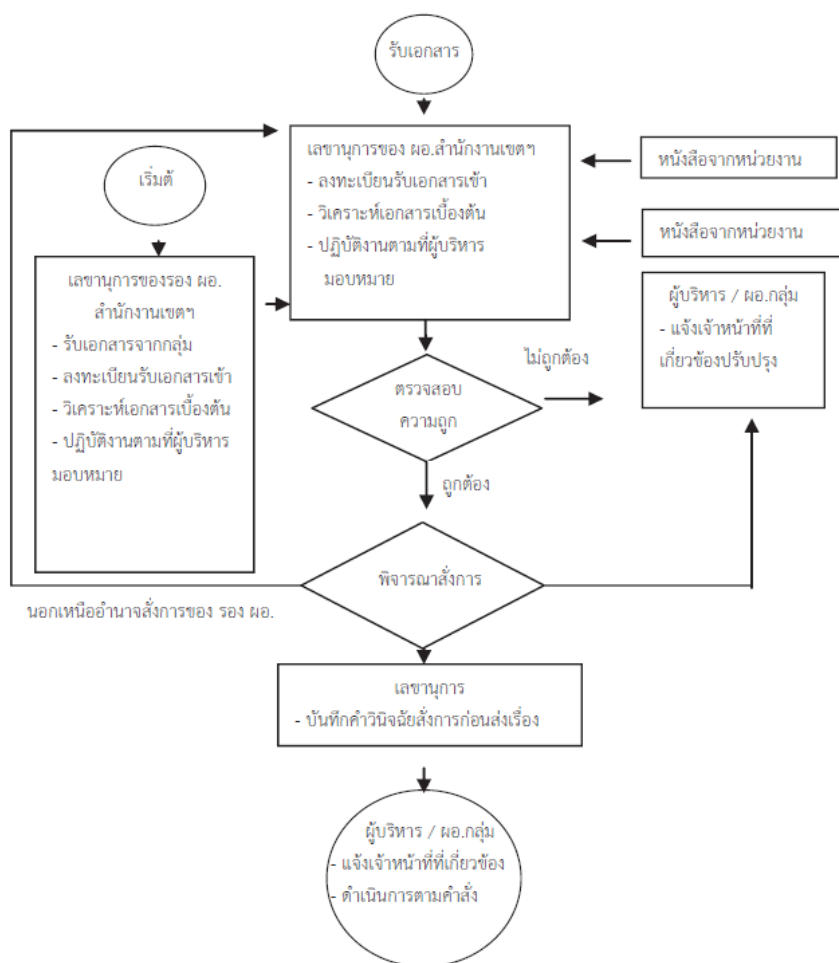 รับเอกสาร
เลขานุการของ ผอ.สำนักงานเขตฯ
- ลงทะเบียนรับเอกสารเข้า
- วิเคราะห์เอกสารเบื้องต้น
- ปฏิบัติงานตามที่ผู้บริหาร
มอบหมาย
หนังสือจากหน่วยงาน
หนังสือจากหน่วยงาน
เริ่มต้
เลขานุการของรอง ผอ.
สำนักงานเขตฯ
- รับเอกสารจากกลุ่ม
- ลงทะเบียนรับเอกสารเข้า
- วิเคราะห์เอกสารเบื้องต้น
- ปฏิบัติงานตามที่ผู้บริหาร
มอบหมาย
ผู้บริหาร / ผอ.กลุ่ม
- แจ้งเจ้าหน้าที่ที่
เกี่ยวข้องปรับปรุง
ไม่ถูกต้อง
ตรวจสอบ
ความถูก
ถูกต้อง
พิจารณาสั่งการ
นอกเหนืออำนาจสั่งการของ รอง ผอ.
เลขานุการ
- บันทึกคำวินิจฉัยสั่งการก่อนส่งเรื่อง
ผู้บริหาร / ผอ.กลุ่ม
- แจ้งเจ้าหน้าที่ที่เกี่ยวข้อง
- ดำเนินการตามคำสั่ง